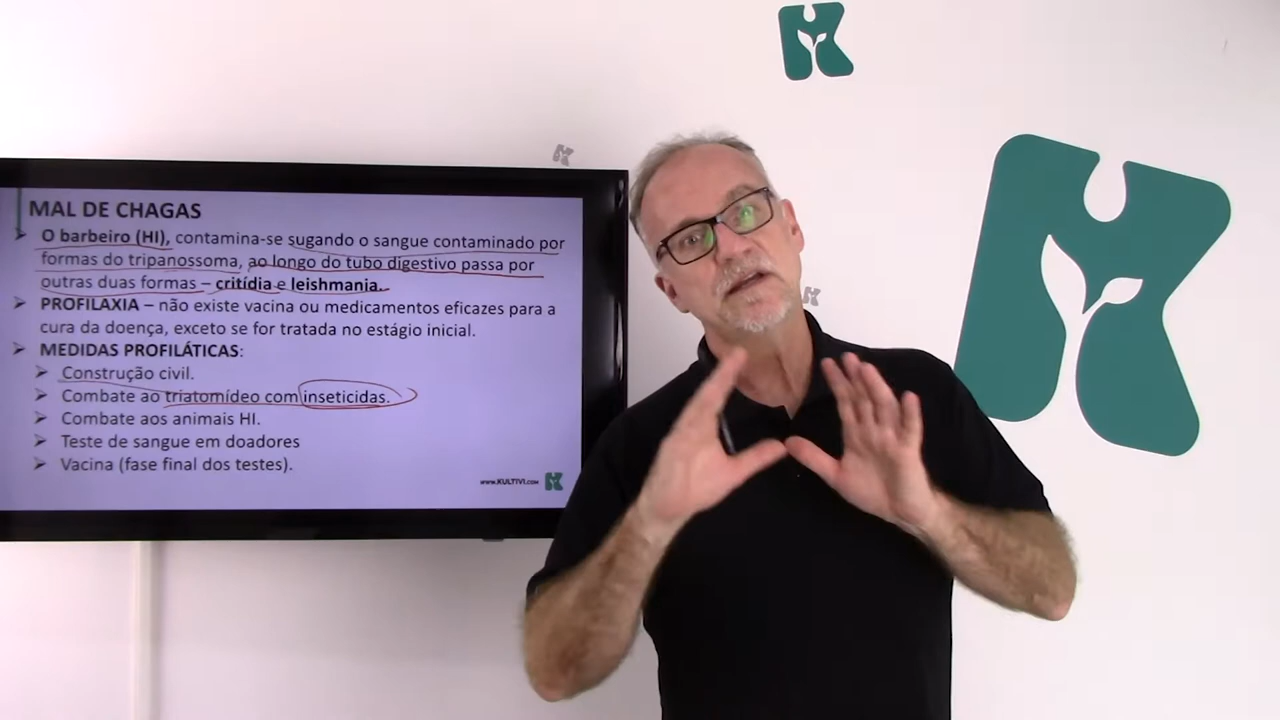 MAL DE CHAGAS
O barbeiro (HI), contamina-se sugando o sangue contaminado por
formas do tripanossoma, ao longo do tubo digestivo passa por
outras duas formas – critídia e leishmania.
PROFILAXIA – não existe vacina ou medicamentos eficazes para a
cura da doença, exceto se for tratada no estágio inicial.
MEDIDAS PROFILÁTICAS:
Construção civil.
Combate ao triatomídeo com inseticidas.
Combate aos animais HI.
Teste de sangue em doadores
Vacina (fase final dos testes).
WWW.KULTIVI.COM